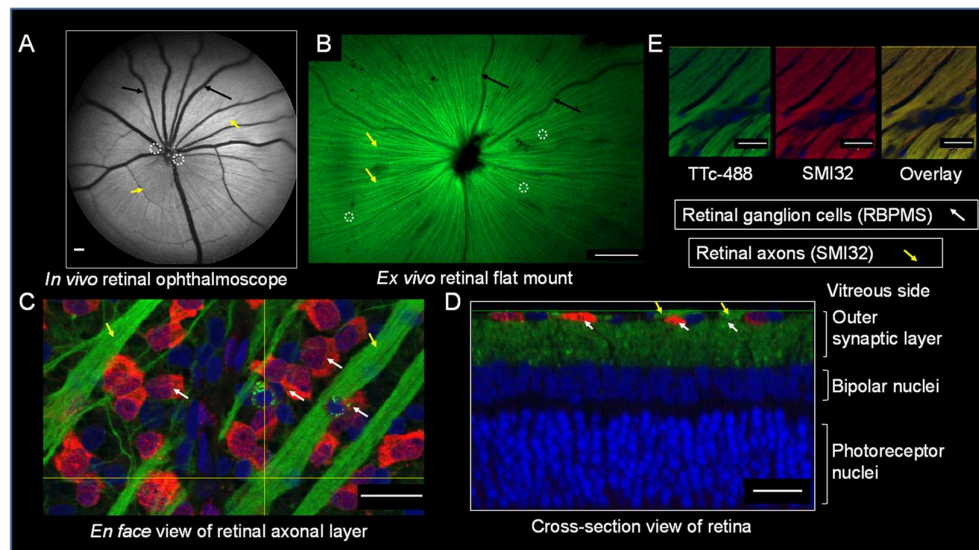 A
B
E
TTc-488
SMI32
Overlay
Retinal ganglion cells (RBPMS)
Retinal axons (SMI32)
In vivo retinal ophthalmoscope
Ex vivo retinal flat mount
C
D
Vitreous side
Outer
synaptic layer
Bipolar nuclei
Photoreceptor
nuclei
En face view of retinal axonal layer
Cross-section view of retina